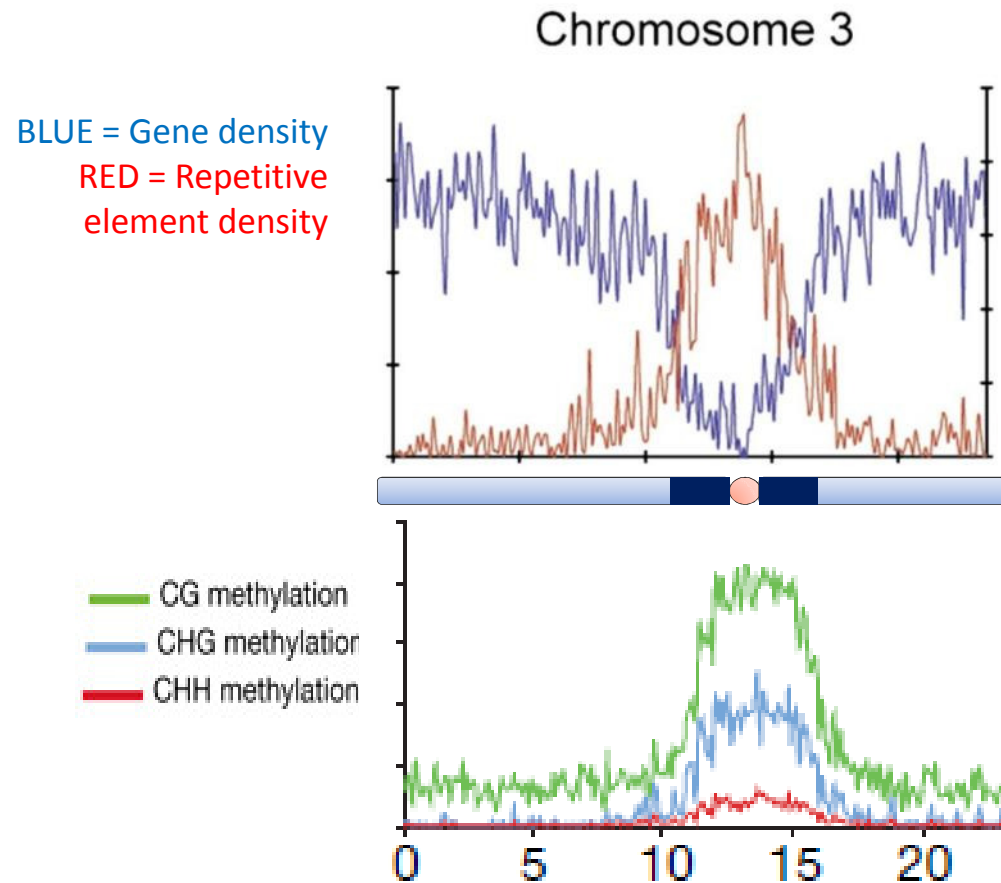 Chromosome 3
BLUE = Gene density
RED = Repetitive
element density
CG methylation
CHG methylation
CHH methylation
0 5 10 15 20